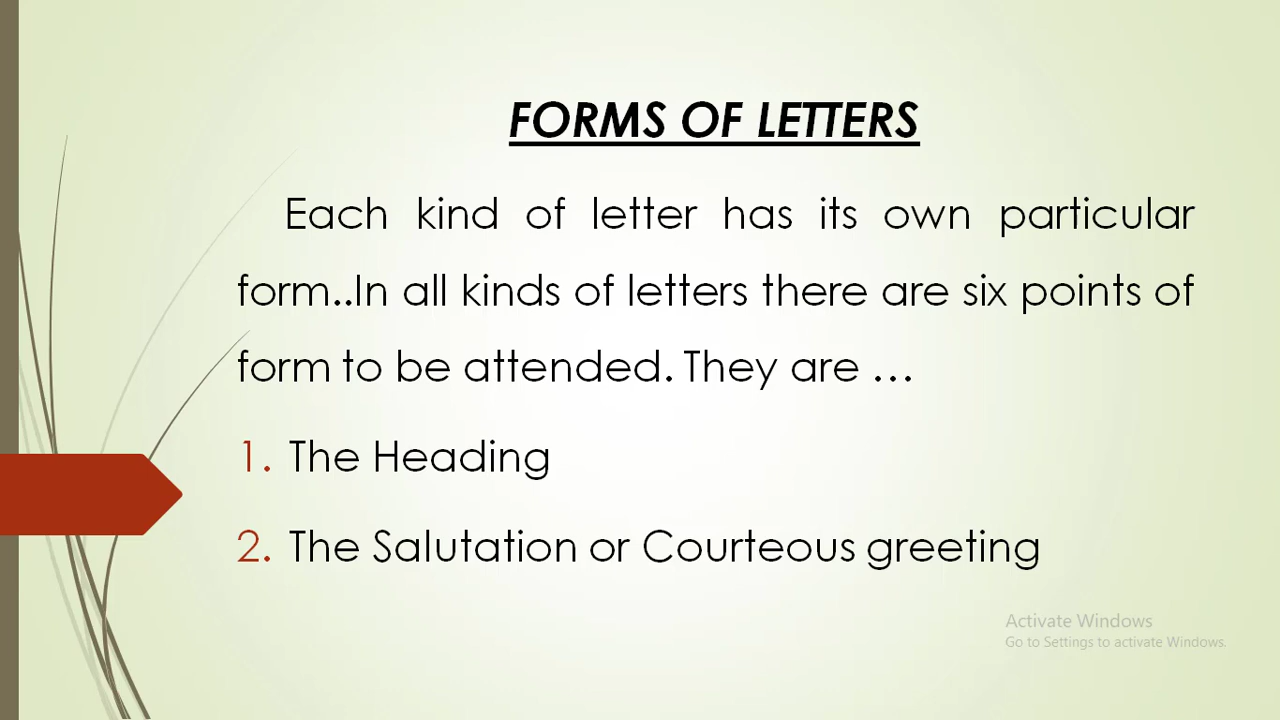 FORMS OF LETTERS
Each kind of letter has its own particular
form..In all kinds of letters there are six points of
form to be attended. They are ...
1. The Heading
2. The Salutation or Courteous greeting
Activate Windows
Go to Settings to activate Windows.